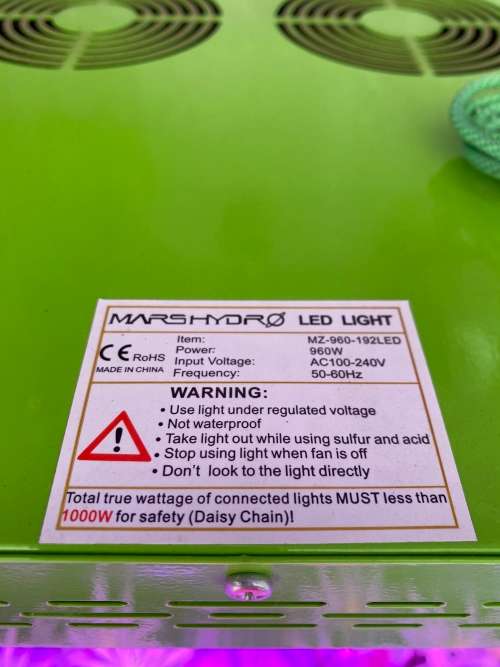 MARSHYDRO LED LIGHT
CE RoHS
MADE IN CHINA
Item: MZ-960-192LED
Power: 960W
Input Voltage: AC100-240V
Frequency: 50-60Hz
WARNING:
• Use light under regulated voltage
• Not waterproof
• Take light out while using sulfur and acid
• Stop using light when fan is off
• Don't look to the light directly
Total true wattage of connected lights MUST less than
1000W for safety (Daisy Chain)!